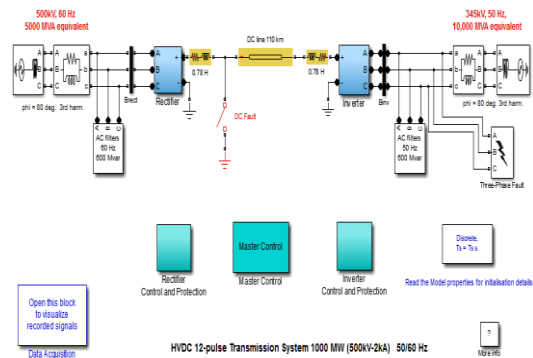 500kV, 60 Hz
5000 MVA equivalent
345kV, 50 Hz,
10,000 MVA equivalent
DC line 110 km
A
B
C
A
B
C
a
b
c
A
B
C
+
-
0.78 H
0.78 H
+
-
A
B
C
a
b
c
A
B
C
A
B
C
phi = 80 deg. 3rd harm.
Brect
Rectifier
DC Fault
Inverter
Binv
phi = 80 deg. 3rd harm.
A B C
AC filters
60 Hz
600 Mvar
A B C
AC filters
50 Hz
600 Mvar
A
B
C
Three-Phase Fault
Master Control
Discrete,
Ts = Ts s.
Rectifier
Control and Protection
Master Control
Inverter
Control and Protection
Read the Model properties for initialisation details
Open this block
to visualize
recorded signals
Data Acquisition
HVDC 12-pulse Transmission System 1000 MW (500kV-2kA) 50/60 Hz
?
More info